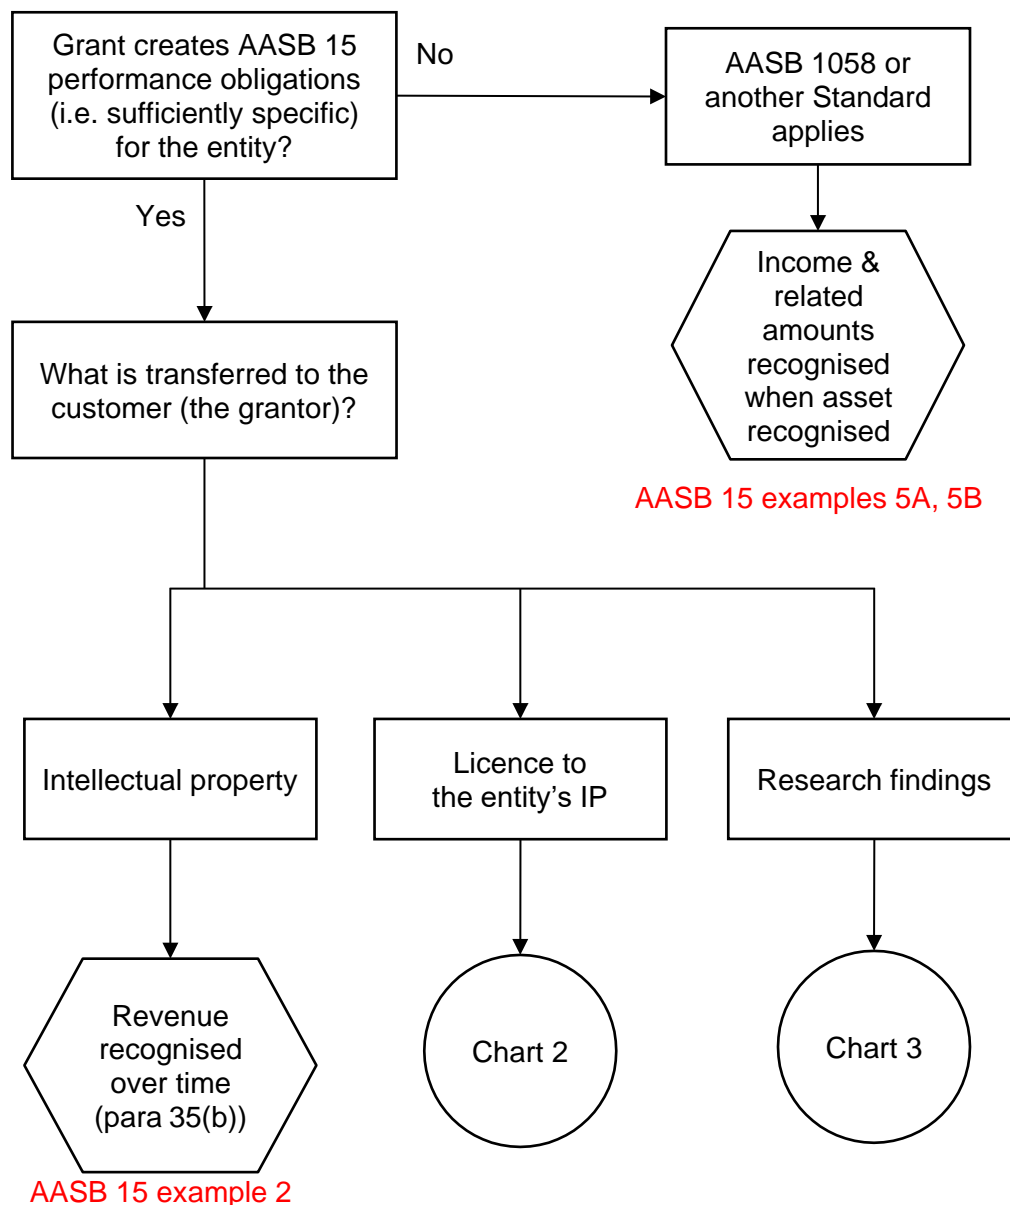 Grant creates AASB 15
performance obligations
(i.e. sufficiently specific)
for the entity?
No
AASB 1058 or
another Standard
applies
Yes
Income &
related
amounts
recognised
when asset
recognised
AASB 15 examples 5A, 5B
What is transferred to the
customer (the grantor)?
Intellectual property
Licence to
the entity’s IP
Research findings
Revenue
recognised
over time
(para 35(b))
AASB 15 example 2
Chart 2
Chart 3